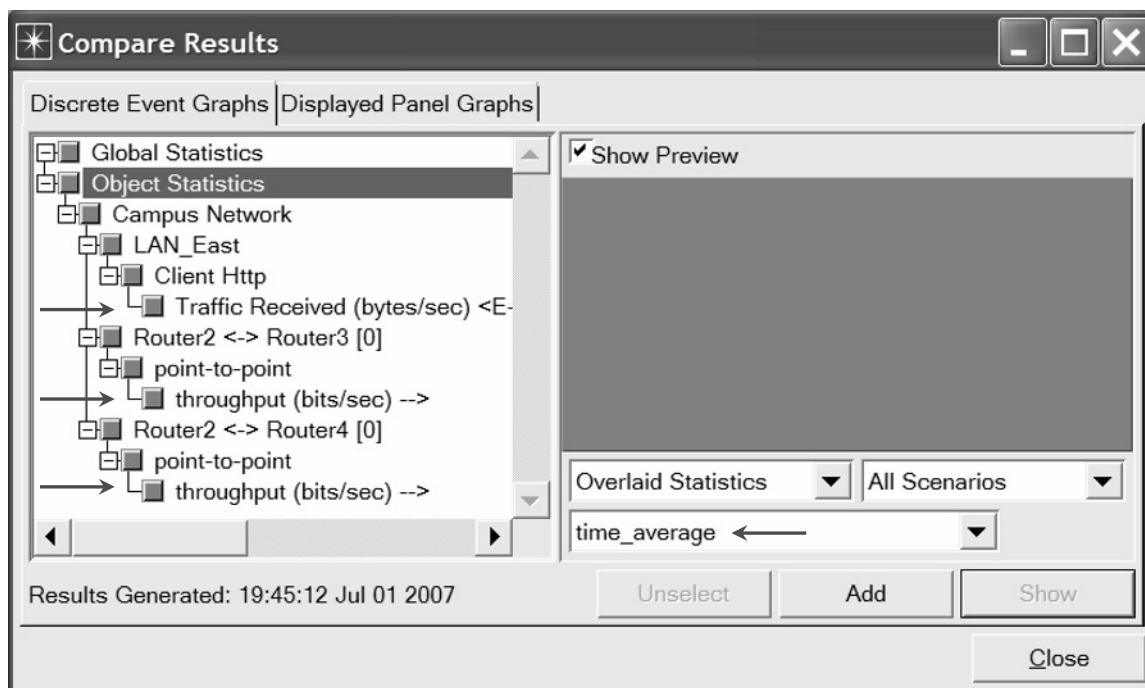 Compare Results
Discrete Event Graphs
Displayed Panel Graphs
Global Statistics
Object Statistics
Campus Network
LAN_East
Client Http
Traffic Received (bytes/sec) <E-
Router2 <-> Router3 [0]
point-to-point
throughput (bits/sec) -->
Router2 <-> Router4 [0]
point-to-point
throughput (bits/sec) -->
Show Preview
Overlaid Statistics
All Scenarios
time_average
Results Generated: 19:45:12 Jul 01 2007
Unselect
Add
Show
Close